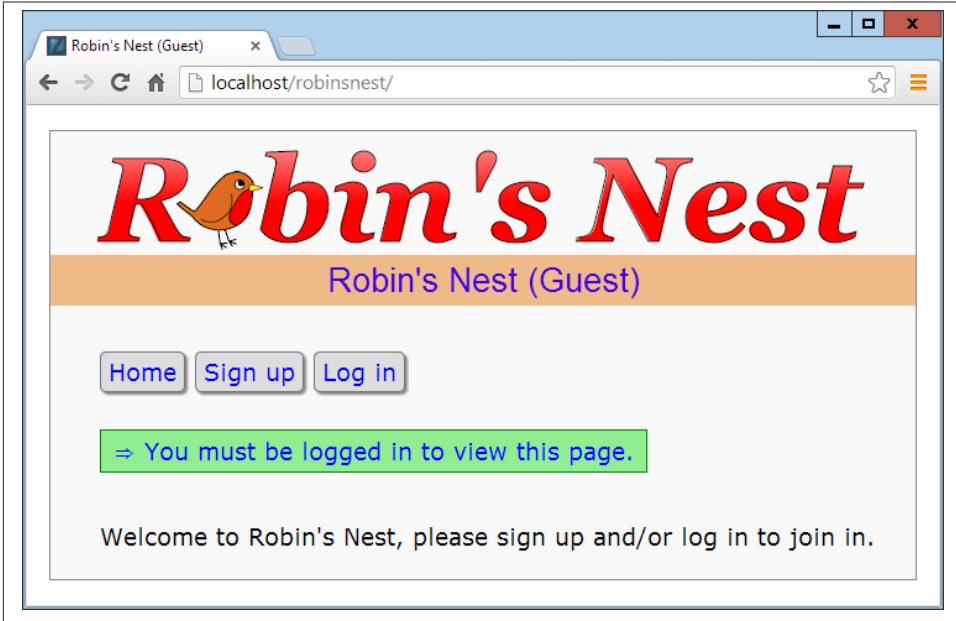 Robin's Nest (Guest)
localhost/robinsnest/
Robin's Nest
Robin's Nest (Guest)
Home Sign up Log in
⇒ You must be logged in to view this page.
Welcome to Robin's Nest, please sign up and/or log in to join in.